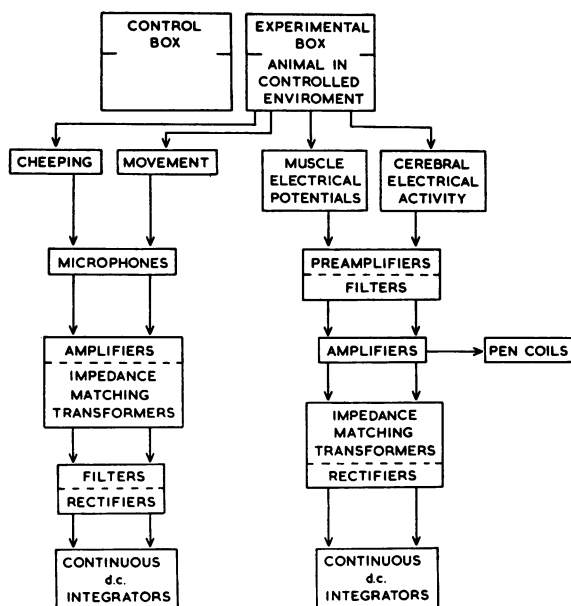 CONTROL
BOX
EXPERIMENTAL
BOX
ANIMAL IN
CONTROLLED
ENVIROMENT
CHEEPING
MOVEMENT
MUSCLE
ELECTRICAL
POTENTIALS
CEREBRAL
ELECTRICAL
ACTIVITY
MICROPHONES
PREAMPLIFIERS
FILTERS
AMPLIFIERS
IMPEDANCE
MATCHING
TRANSFORMERS
AMPLIFIERS
PEN COILS
IMPEDANCE
MATCHING
TRANSFORMERS
RECTIFIERS
FILTERS
RECTIFIERS
CONTINUOUS
d.c.
INTEGRATORS
CONTINUOUS
d.c.
INTEGRATORS